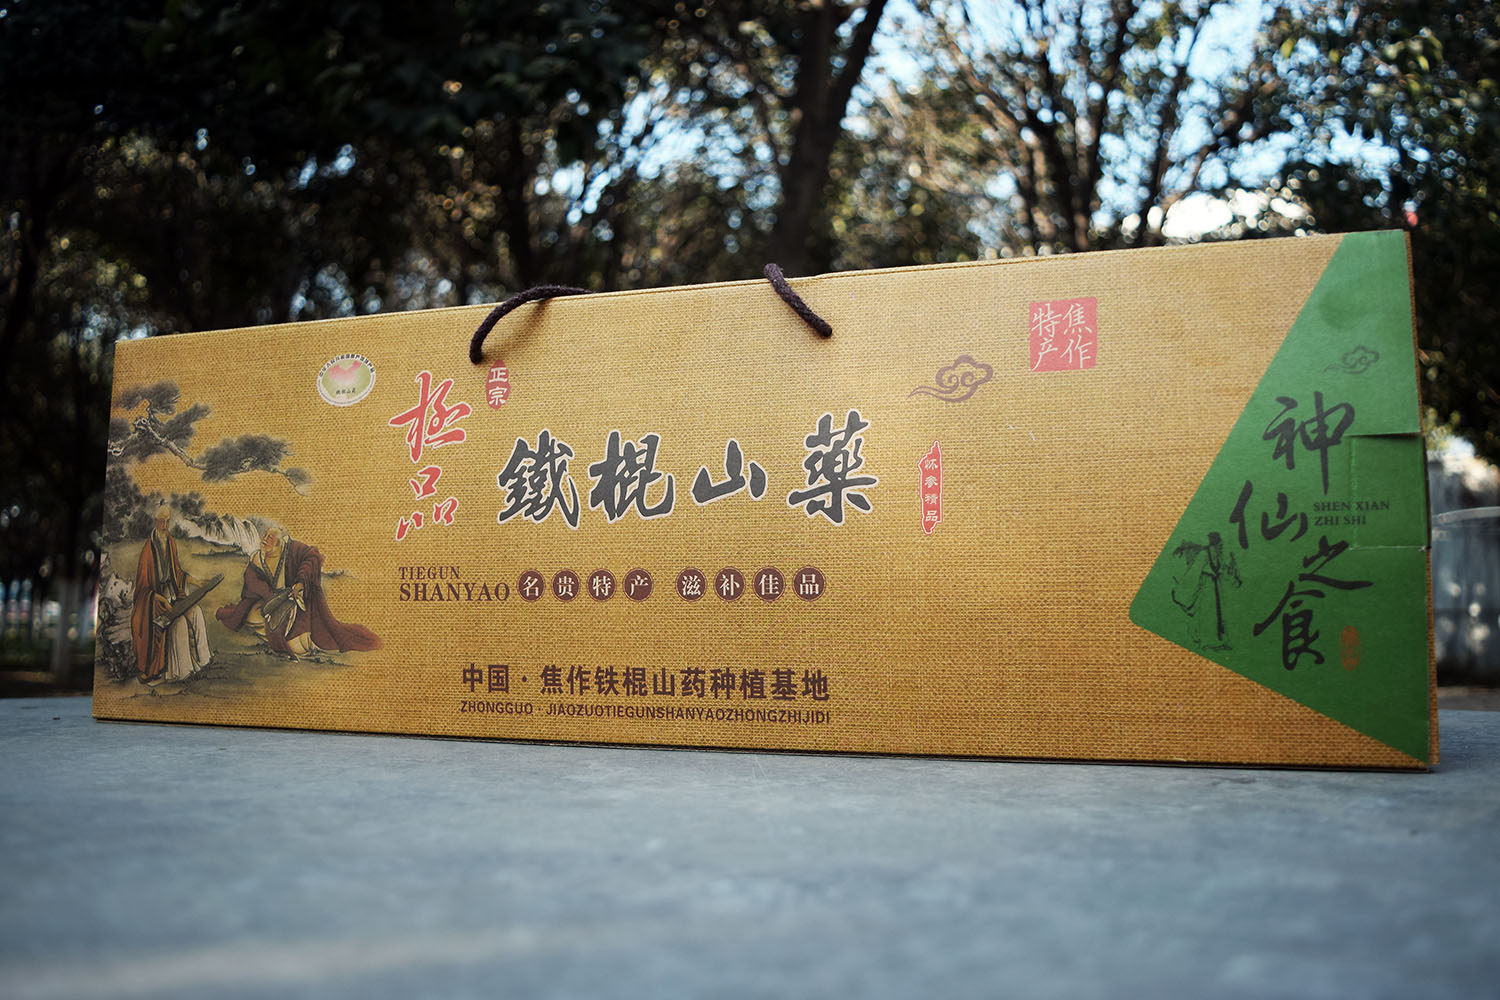 极品
正宗
鐵棍山藥
怀参精品
焦作
特产
TIEGUN
SHANYAO
名贵特产 滋补佳品
中国·焦作铁棍山药种植基地
ZHONGGUO·JIAOZUOTIEGUNSHANYAOZHONGZHIJIDI
神仙之食
SHEN XIAN
ZHI SHI